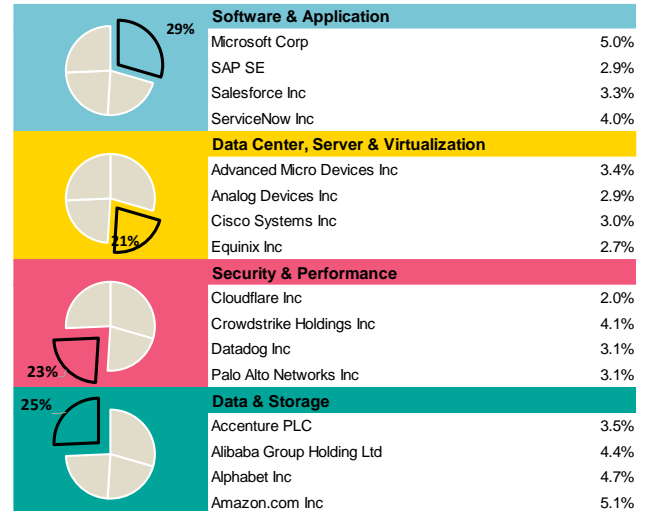 29%
Software & Application
Microsoft Corp 5.0%
SAP SE 2.9%
Salesforce Inc 3.3%
ServiceNow Inc 4.0%
21%
Data Center, Server & Virtualization
Advanced Micro Devices Inc 3.4%
Analog Devices Inc 2.9%
Cisco Systems Inc 3.0%
Equinix Inc 2.7%
23%
Security & Performance
Cloudflare Inc 2.0%
Crowdstrike Holdings Inc 4.1%
Datadog Inc 3.1%
Palo Alto Networks Inc 3.1%
25%
Data & Storage
Accenture PLC 3.5%
Alibaba Group Holding Ltd 4.4%
Alphabet Inc 4.7%
Amazon.com Inc 5.1%